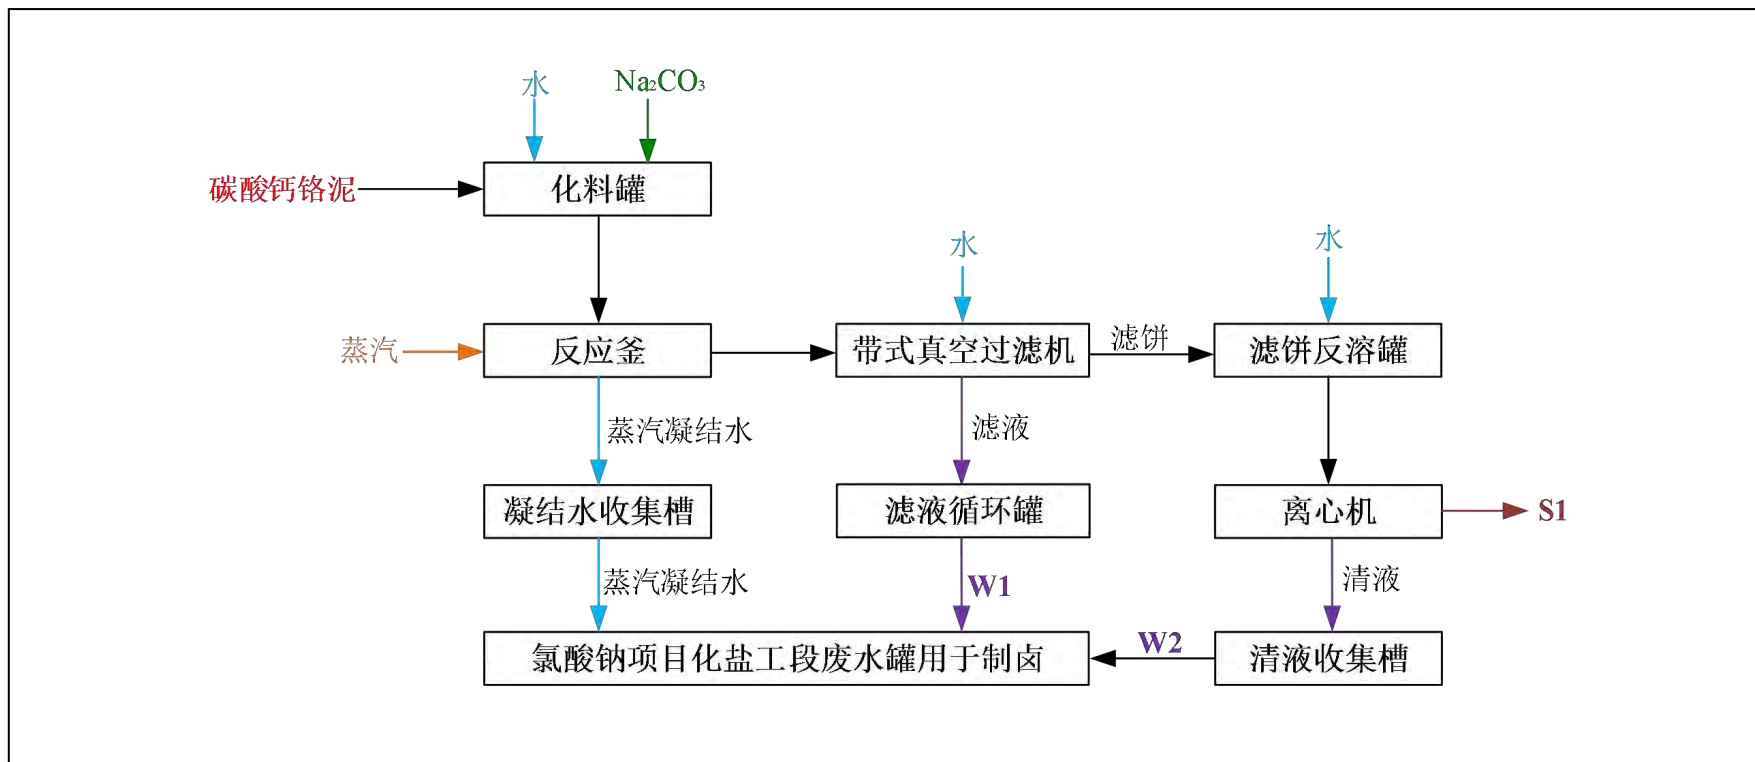 水
Na₂CO₃
碳酸钙铬泥
化料罐
水
水
蒸汽
反应釜
带式真空过滤机
滤饼
滤饼反溶罐
蒸汽凝结水
滤液
凝结水收集槽
滤液循环罐
离心机
S1
蒸汽凝结水
W1
清液
氯酸钠项目化盐工段废水罐用于制卤
W2
清液收集槽